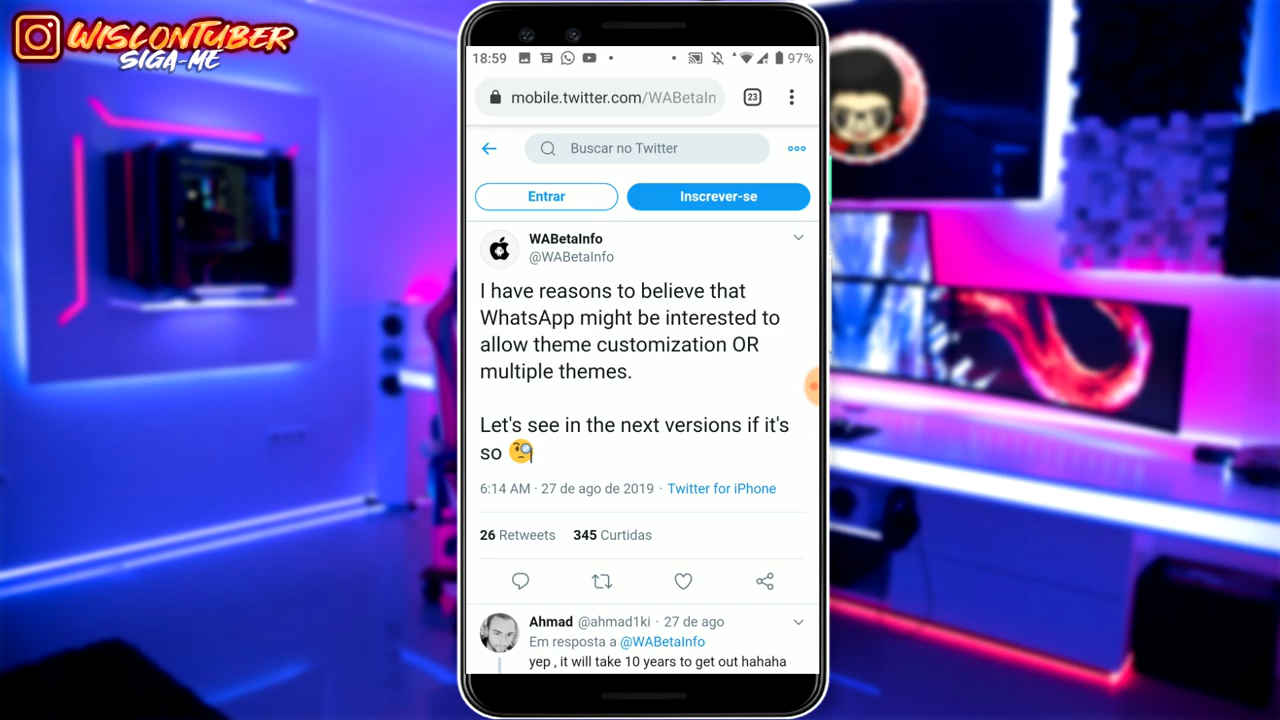 WISLONTUBER
SIGA-ME
18:59
97%
mobile.twitter.com/WABetaIn
23
Buscar no Twitter
Entrar
Inscrever-se
WABetaInfo
@WABetaInfo
I have reasons to believe that
WhatsApp might be interested to
allow theme customization OR
multiple themes.
Let's see in the next versions if it's
so 🧐
6:14 AM · 27 de ago de 2019 · Twitter for iPhone
26 Retweets 345 Curtidas
Ahmad @ahmad1ki · 27 de ago
Em resposta a @WABetaInfo
yep , it will take 10 years to get out hahaha